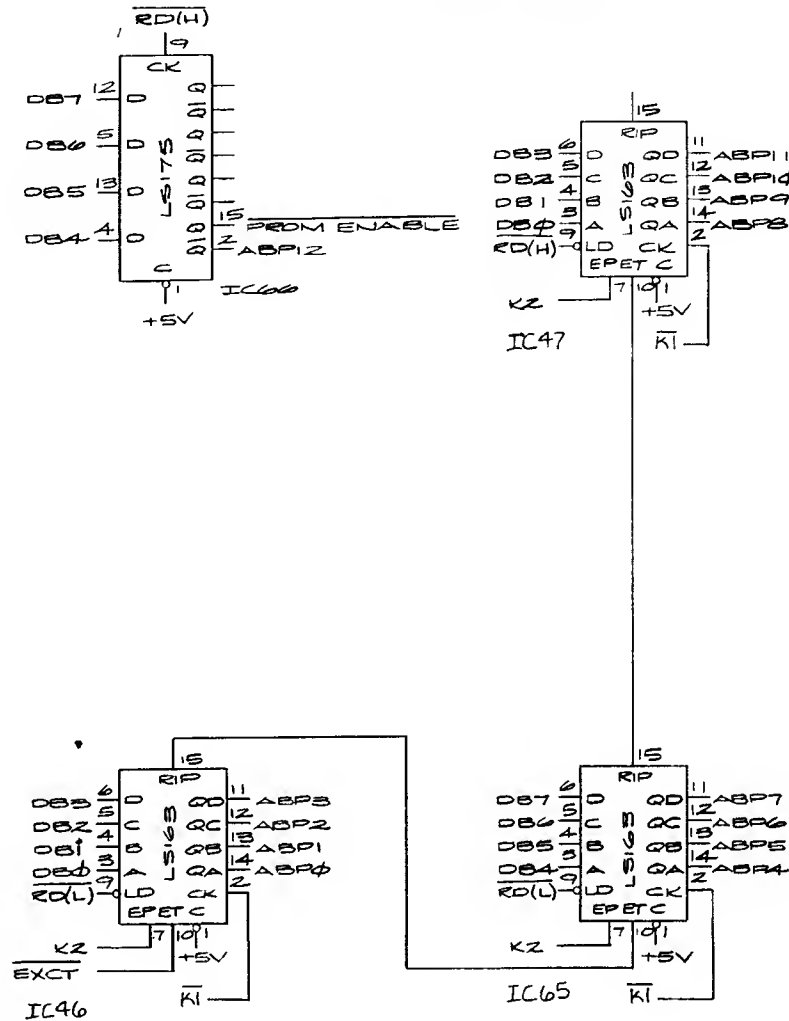 RD(H)
9
CK
DB7 12 D Q
Q
DB6 5 D Q
Q
DB5 13 D Q
Q
DB4 4 D Q 15 PROM ENABLE
Q 2 ABP12
LS175
C
1
IC66
+5V
15
RIP
DB3 6 D QD 11 ABP11
DB2 5 C QC 12 ABP10
DB1 4 B QB 13 ABP9
DBØ 3 A QA 14 ABP8
RD(H) 9 LD CK 2
LS163
EP ET C
K2 7 10 1
+5V
IC47 K1
15
RIP
DB3 6 D QD 11 ABP3
DB2 5 C QC 12 ABP2
DB1 4 B QB 13 ABP1
DBØ 3 A QA 14 ABPØ
RD(L) 9 LD CK 2
LS163
EP ET C
K2 7 10 1
EXCT +5V
IC46 K1
15
RIP
DB7 6 D QD 11 ABP7
DB6 5 C QC 12 ABP6
DB5 4 B QB 13 ABP5
DB4 3 A QA 14 ABP4
RD(L) 9 LD CK 2
LS163
EP ET C
K2 7 10 1
+5V
IC65 K1